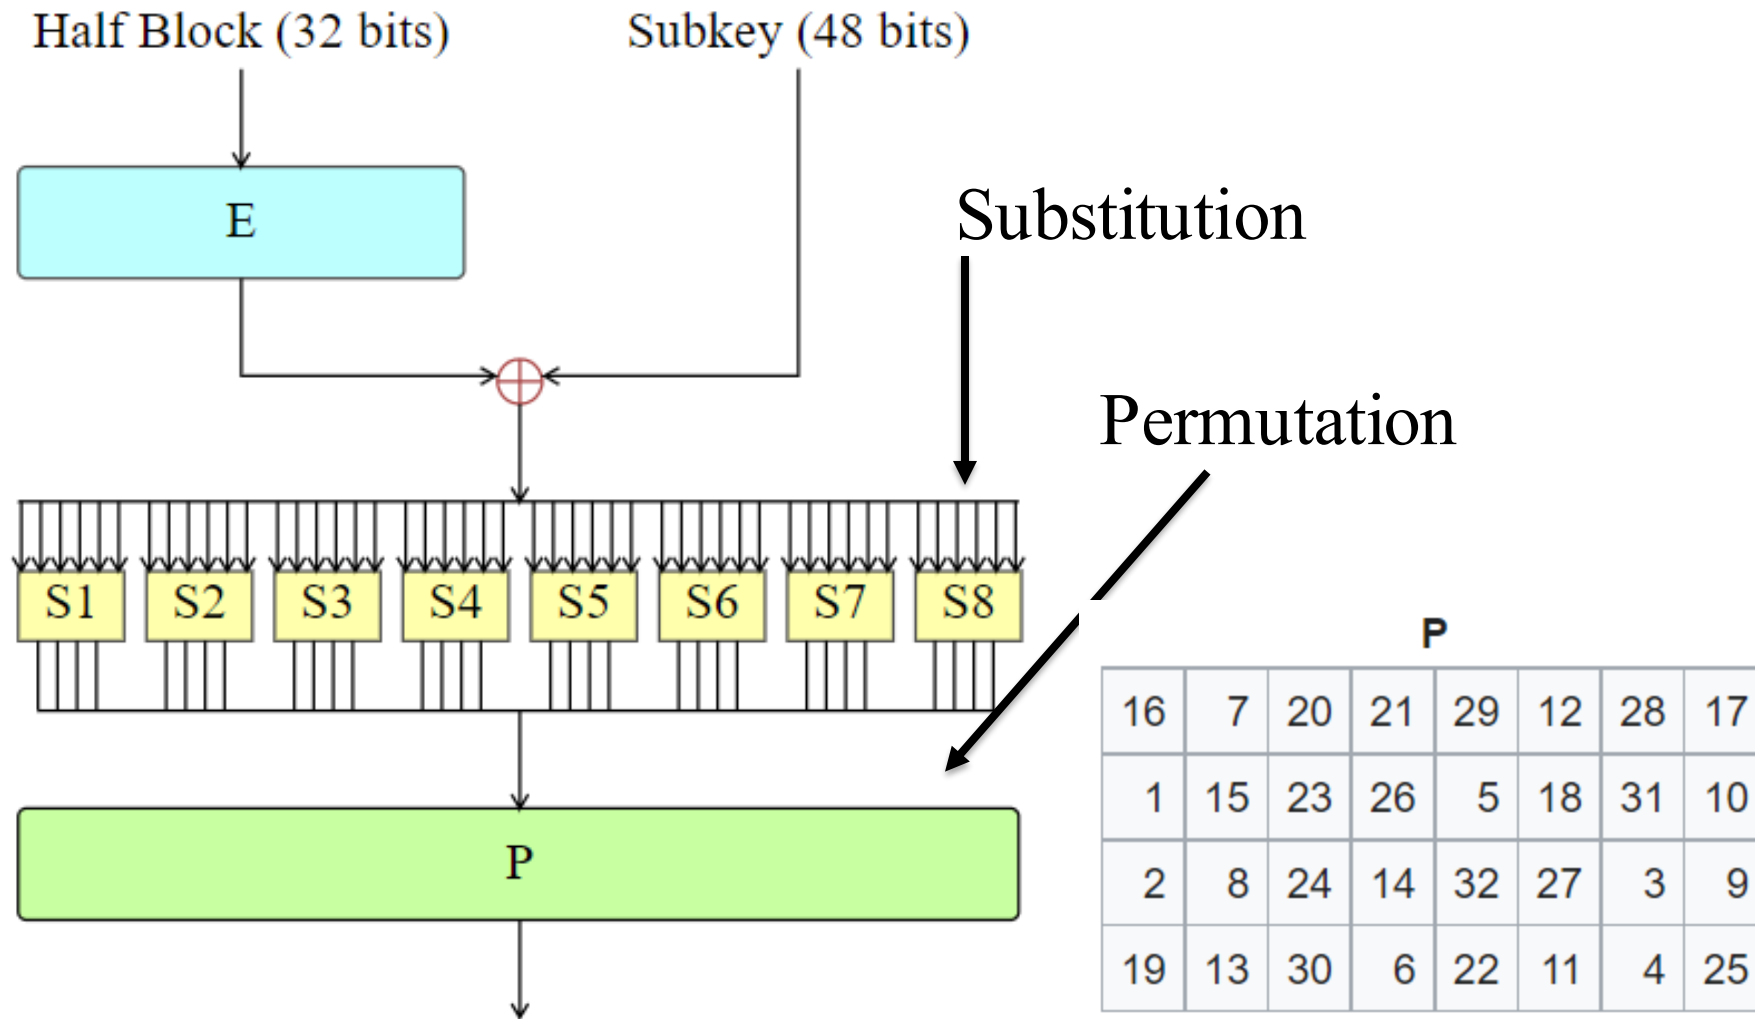 Half Block (32 bits)
Subkey (48 bits)
E
Substitution
Permutation
S1 S2 S3 S4 S5 S6 S7 S8
P
P
16 7 20 21 29 12 28 17
1 15 23 26 5 18 31 10
2 8 24 14 32 27 3 9
19 13 30 6 22 11 4 25